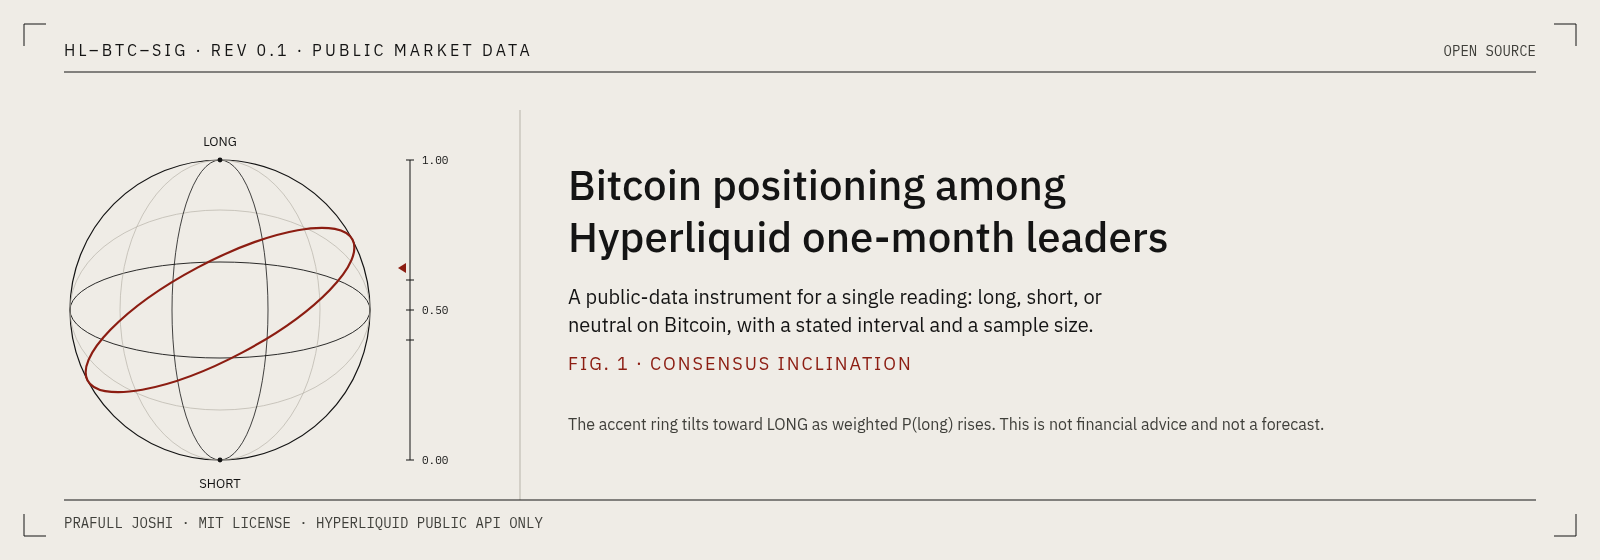 HL–BTC–SIG · REV 0.1 · PUBLIC MARKET DATA
OPEN SOURCE
LONG
1.00
0.50
0.00
SHORT
Bitcoin positioning among
Hyperliquid one-month leaders
A public-data instrument for a single reading: long, short, or
neutral on Bitcoin, with a stated interval and a sample size.
FIG. 1 · CONSENSUS INCLINATION
The accent ring tilts toward LONG as weighted P(long) rises. This is not financial advice and not a forecast.
PRAFULL JOSHI · MIT LICENSE · HYPERLIQUID PUBLIC API ONLY